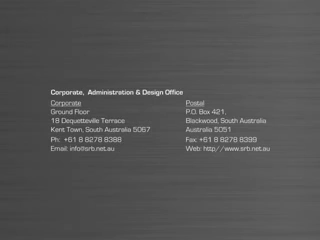 Corporate, Administration & Design Office
Corporate
Ground Floor
18 Dequetteville Terrace
Kent Town, South Australia 5067
Ph: +61 8 8278 8388
Email: info@srb.net.au
Postal
P.O. Box 421,
Blackwood, South Australia
Australia 5051
Fax: +61 8 8278 8399
Web: http//www.srb.net.au